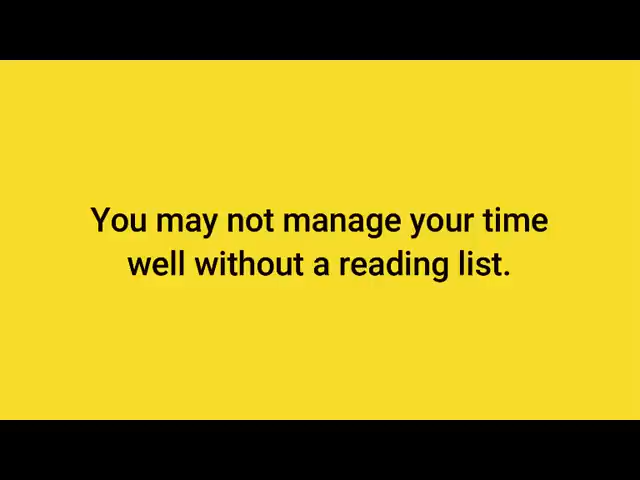 You may not manage your time
well without a reading list.